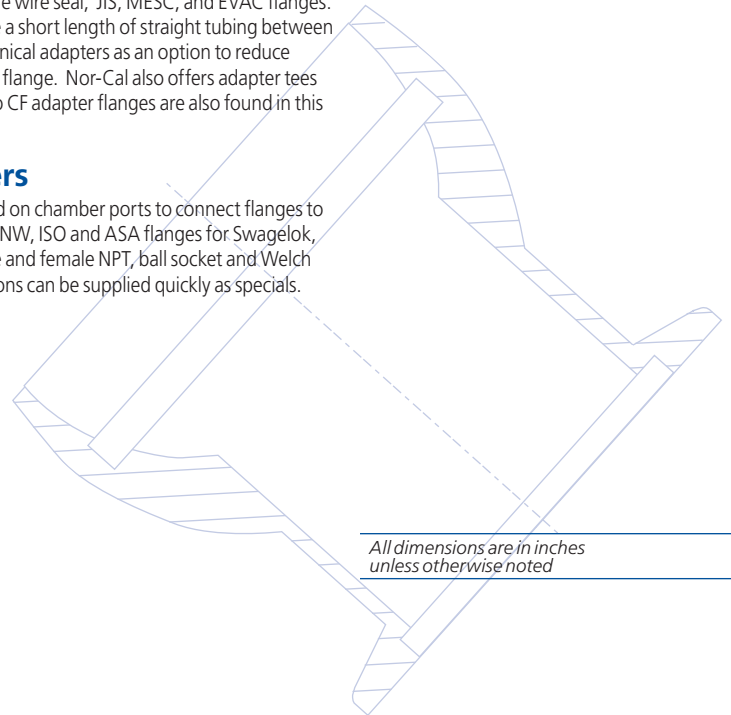 wire seal, JIS, MESC, and EVAC flanges.
a short length of straight tubing between
nical adapters as an option to reduce
flange. Nor-Cal also offers adapter tees
CF adapter flanges are also found in this
ers
d on chamber ports to connect flanges to
NW, ISO and ASA flanges for Swagelok,
and female NPT, ball socket and Welch
ons can be supplied quickly as specials.
All dimensions are in inches
unless otherwise noted